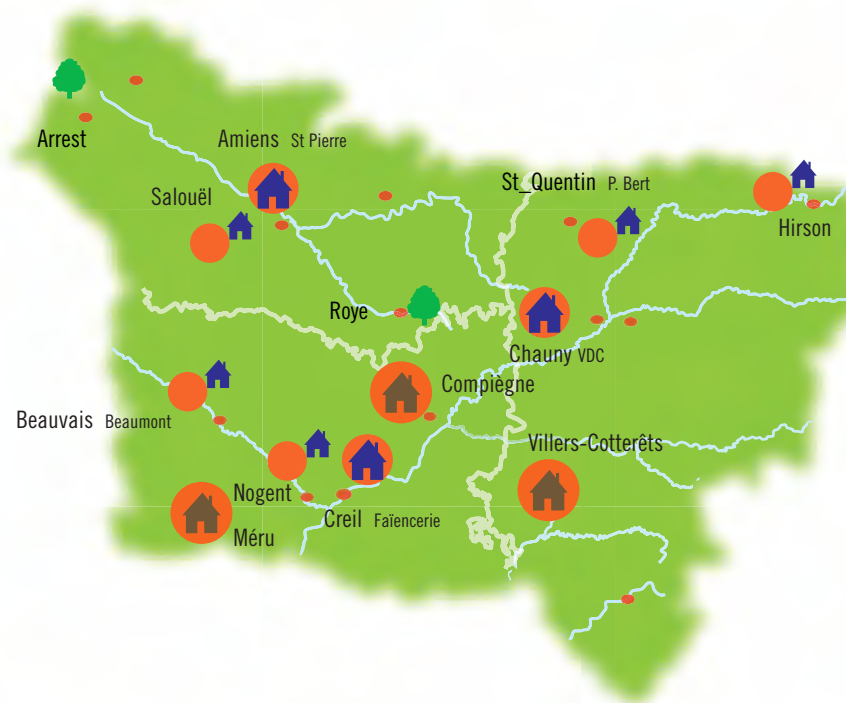 Arrest
Amiens St Pierre
Salouël
St_Quentin P. Bert
Hirson
Roye
Chauny VDC
Compiègne
Beauvais Beaumont
Villers-Cotterêts
Nogent
Creil Faïencerie
Méru